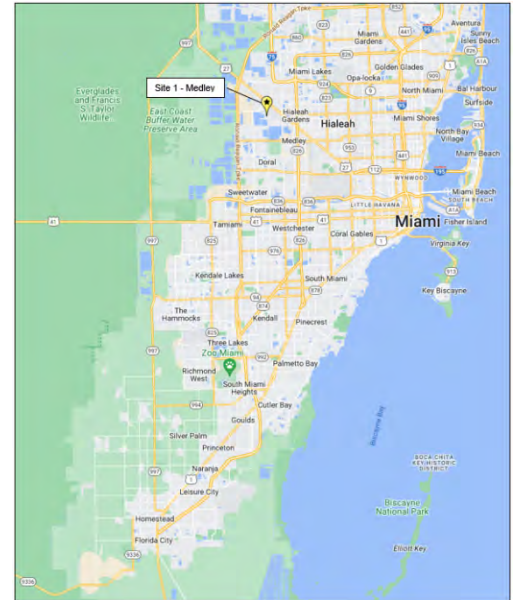 Aventura
Miami
Gardens
Sunny
Isles Beach
Golden Glades
Miami Lakes
Opa-locka
Site 1 - Medley
North Miami
Bal Harbour
Surfside
Everglades
and Francis
S. Taylor
Wildlife
East Coast
Buffer Water
Preserve Area
Hialeah
Gardens
Hialeah
Miami Shores
North Bay
Village
Medley
Doral
Miami Beach
WYNWOOD
Sweetwater
Miami Beach
SOUTH BEACH
LITTLE HAVANA
Fontainebleau
Miami
Fisher Island
Tamiami
Westchester
Coral Gables
Virginia Key
Kendale Lakes
South Miami
Key Biscayne
The
Hammocks
Kendall
Pinecrest
Three Lakes
Zoo Miami
Palmetto Bay
Richmond
West
South Miami
Heights
Cutler Bay
Goulds
Biscayne Bay
Silver Palm
Princeton
BOCA CHITA
KEY HISTORIC
DISTRICT
Naranja
Leisure City
Biscayne
National Park
Homestead
Florida City
Elliott Key